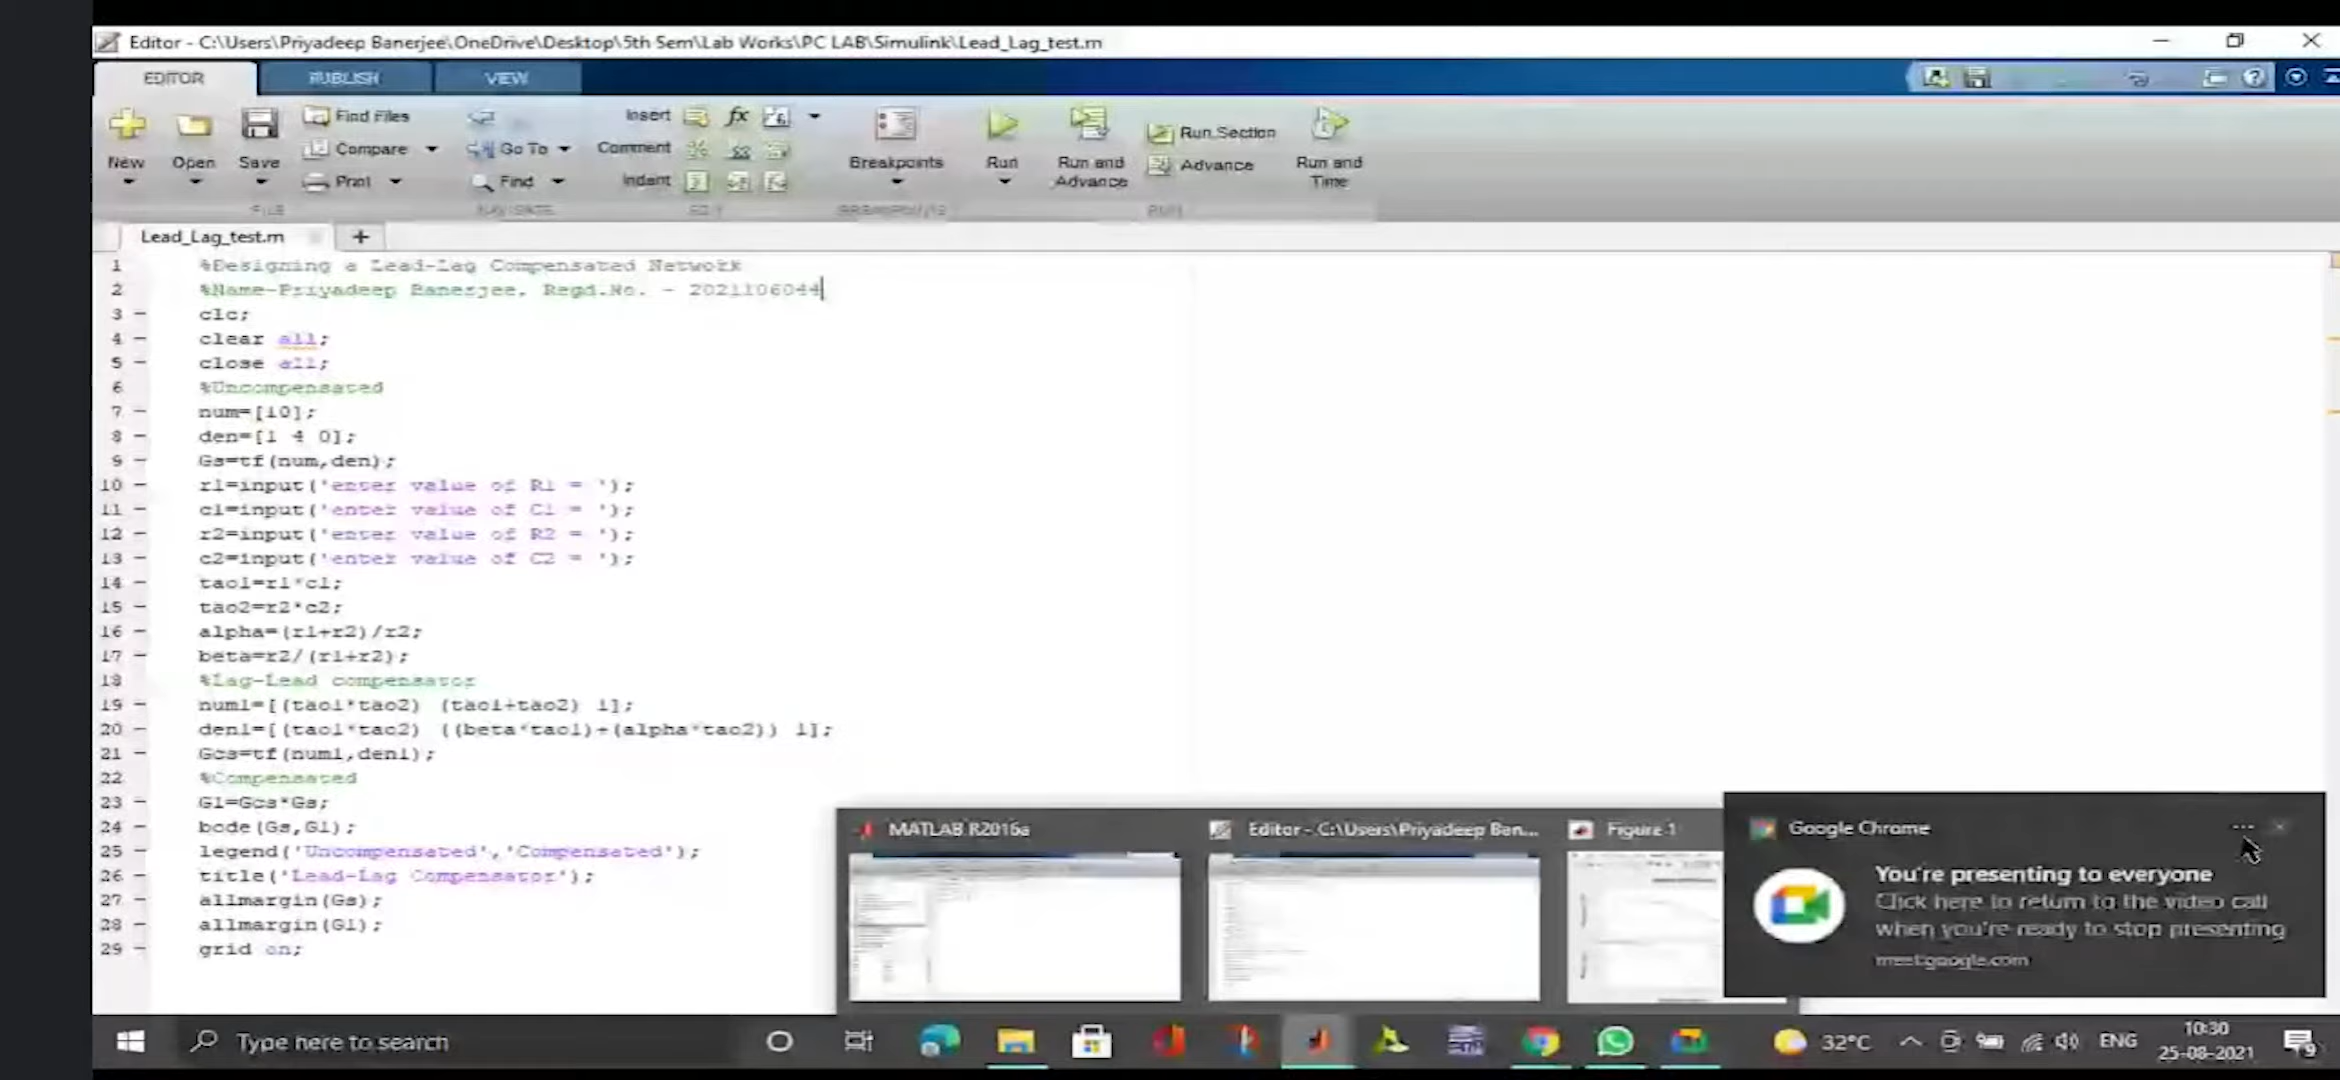 Editor - C:\Users\Priyadeep Banerjee\OneDrive\Desktop\5th Sem\Lab Works\PC LAB\Simulink\Lead_Lag_test.m
EDITOR PUBLISH VIEW
New Open Save Find Files Compare Print Go To Find Insert fx Comment Indent Breakpoints Run Run and Advance Run Section Advance Run and Time
FILE NAVIGATE EDIT BREAKPOINTS RUN
Lead_Lag_test.m +
1 %Designing a Lead-Lag Compensated Network
2 %Name-Priyadeep Banerjee, Regd.No. - 2021106044
3 - clc;
4 - clear all;
5 - close all;
6 %Uncompensated
7 - num=[10];
8 - den=[1 4 0];
9 - Gs=tf(num,den);
10 - r1=input('enter value of R1 = ');
11 - c1=input('enter value of C1 = ');
12 - r2=input('enter value of R2 = ');
13 - c2=input('enter value of C2 = ');
14 - tao1=r1*c1;
15 - tao2=r2*c2;
16 - alpha=(r1+r2)/r2;
17 - beta=r2/(r1+r2);
18 %Lag-Lead compensator
19 - num1=[(tao1*tao2) (tao1+tao2) 1];
20 - den1=[(tao1*tao2) ((beta*tao1)+(alpha*tao2)) 1];
21 - Gcs=tf(num1,den1);
22 %Compensated
23 - G1=Gcs*Gs;
24 - bode(Gs,G1);
25 - legend('Uncompensated','Compensated');
26 - title('Lead-Lag Compensator');
27 - allmargin(Gs);
28 - allmargin(G1);
29 - grid on;
MATLAB R2016a
Editor - C:\Users\Priyadeep Ban...
Figure 1
Google Chrome
You're presenting to everyone
Click here to return to the video call
when you're ready to stop presenting
meet.google.com
Type here to search
32°C ENG 10:30
25-08-2021
9